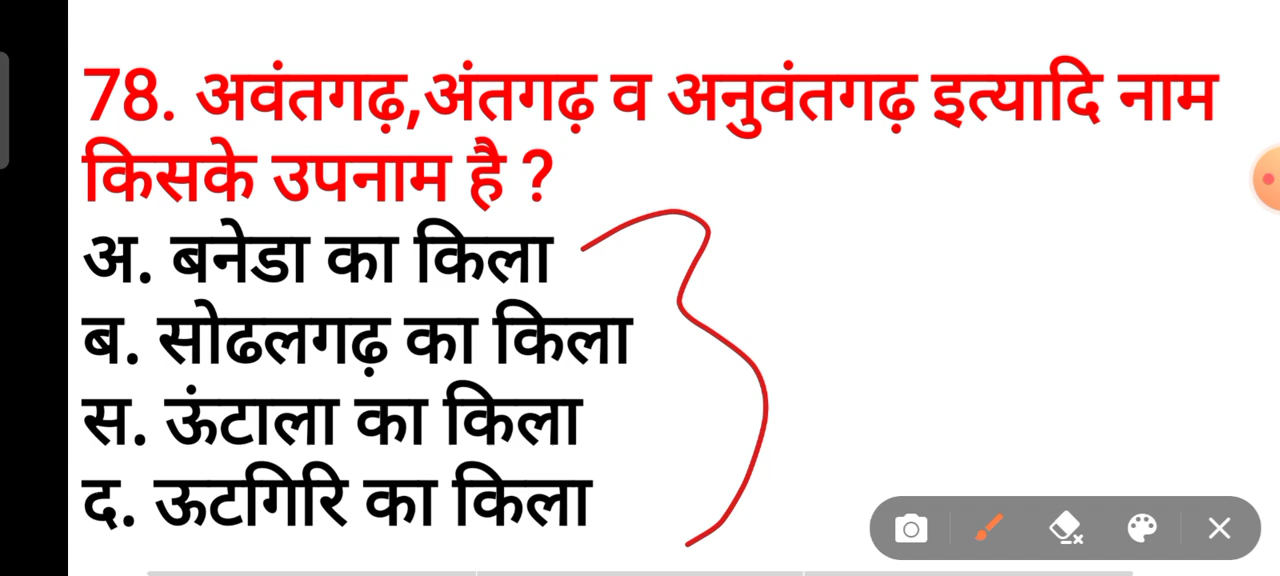 78. अवंतगढ़,अंतगढ़ व अनुवंतगढ़ इत्यादि नाम
किसके उपनाम है ?
अ. बनेडा का किला
ब. सोढलगढ़ का किला
स. ऊंटाला का किला
द. ऊटगिरि का किला